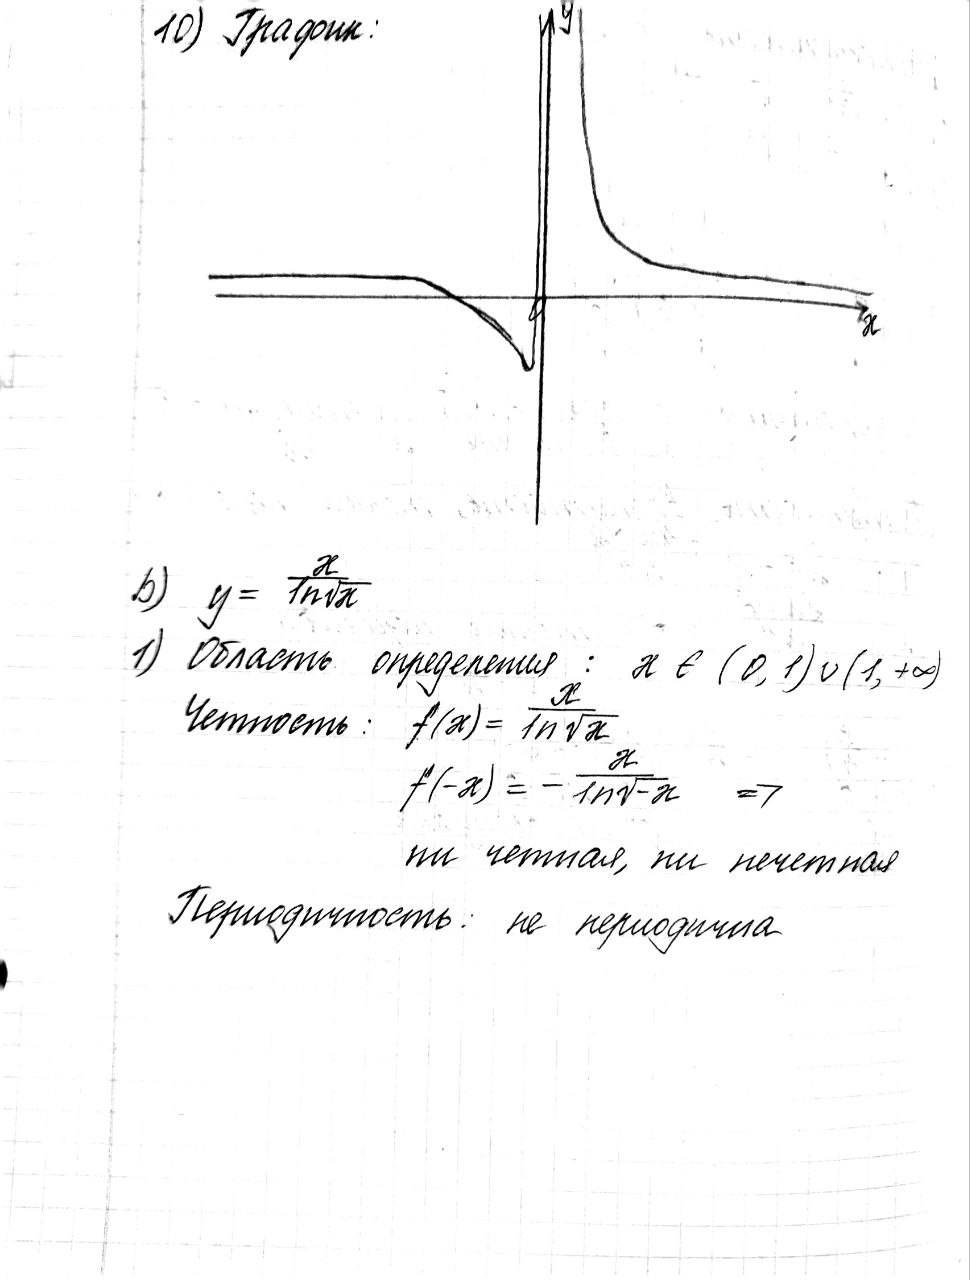 10) График:
y
x
b) y = x / ln√x
1) Область определения : x ∈ (0, 1) ∪ (1, +∞)
Четность : f(x) = x / ln√x
f(-x) = - x / ln√-x =>
ни четная, ни нечетная
Периодичность : не периодична